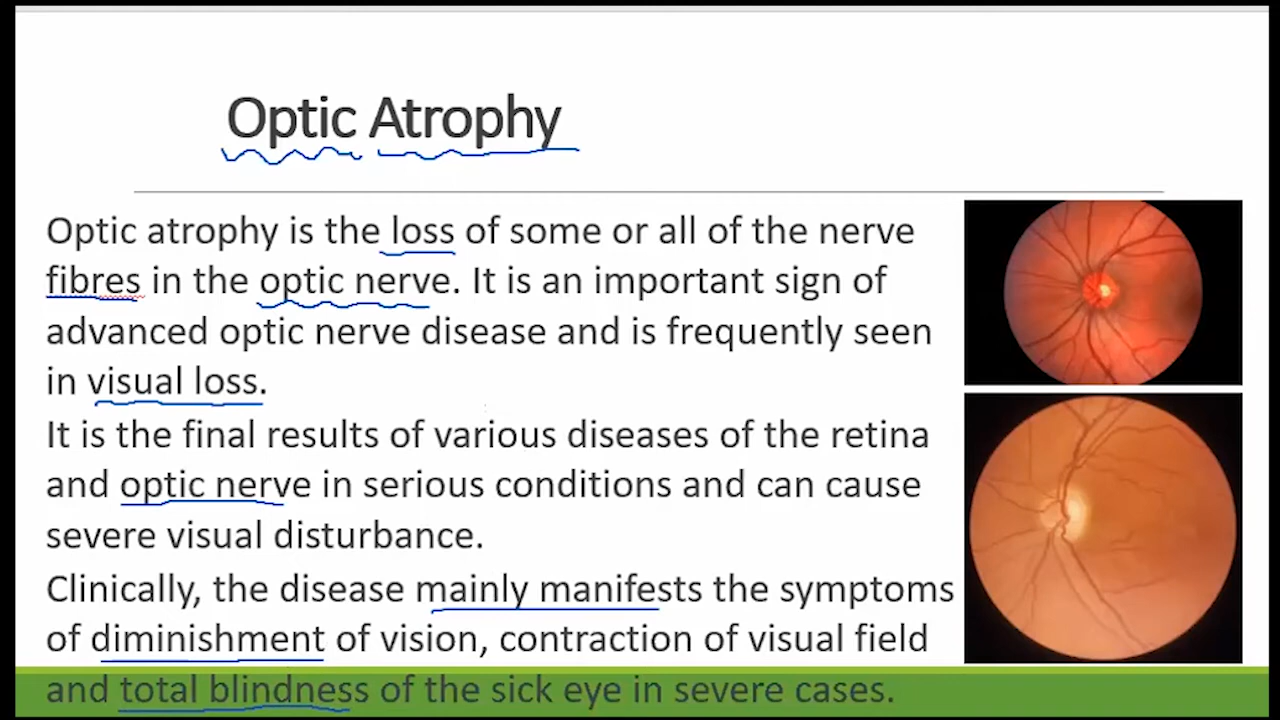 Optic Atrophy
Optic atrophy is the loss of some or all of the nerve
fibres in the optic nerve. It is an important sign of
advanced optic nerve disease and is frequently seen
in visual loss.
It is the final results of various diseases of the retina
and optic nerve in serious conditions and can cause
severe visual disturbance.
Clinically, the disease mainly manifests the symptoms
of diminishment of vision, contraction of visual field
and total blindness of the sick eye in severe cases.